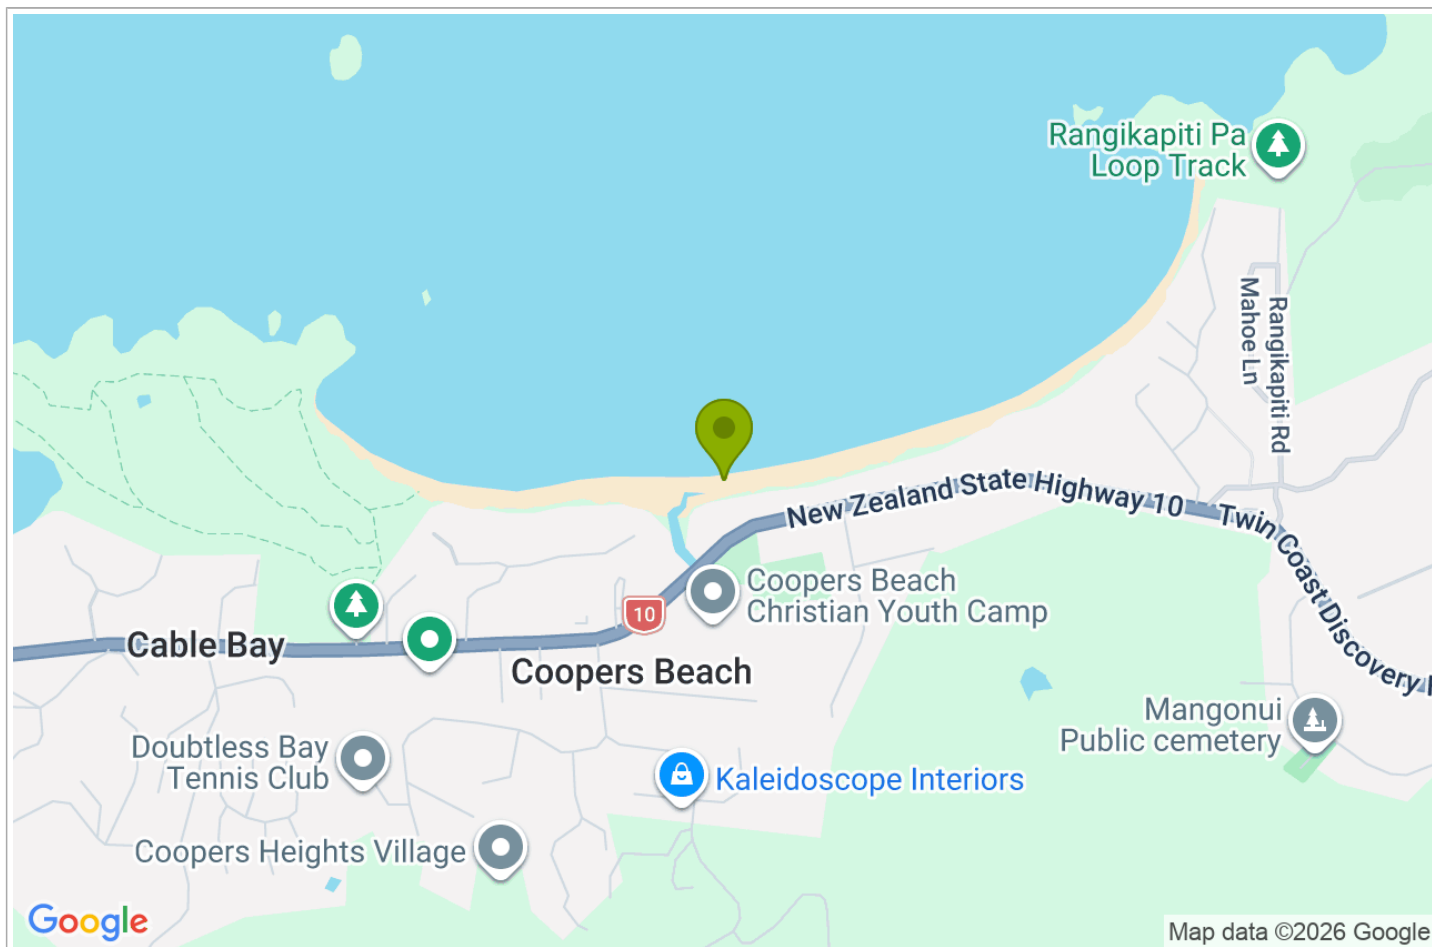 Rangikapiti Pa
Loop Track
Mahoe Ln
Rangikapiti Rd
New Zealand State Highway 10
Twin Coast Discovery
Coopers Beach
Christian Youth Camp
10
Cable Bay
Coopers Beach
Mangonui
Public cemetery
Doubtless Bay
Tennis Club
Kaleidoscope Interiors
Coopers Heights Village
Google
Map data ©2026 Google